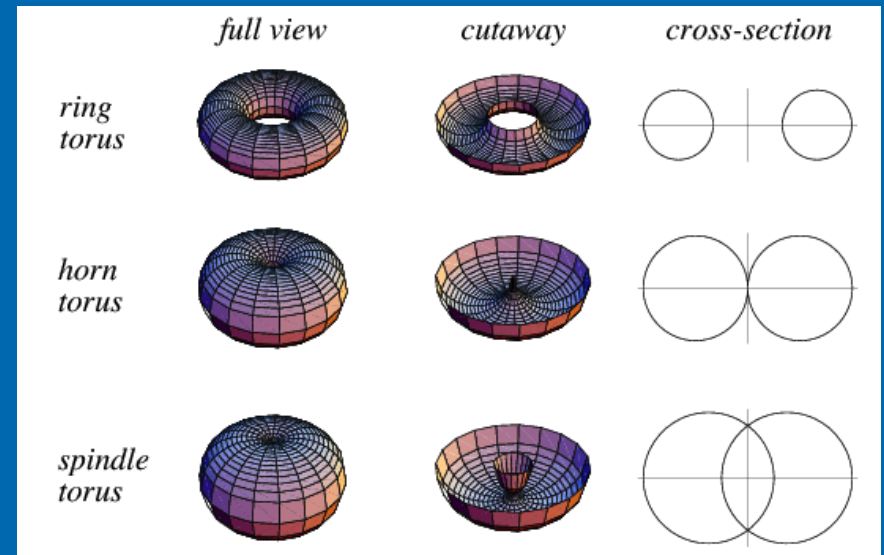 full view cutaway cross-section
ring
torus
horn
torus
spindle
torus